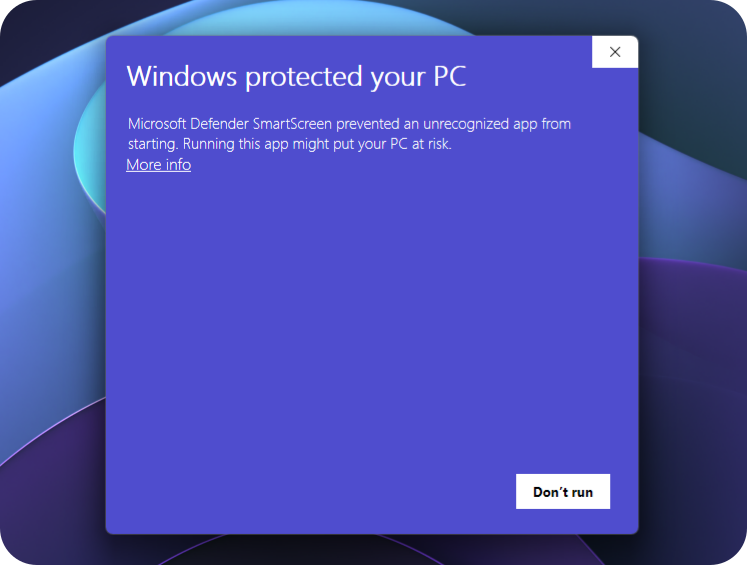 Windows protected your PC
Microsoft Defender SmartScreen prevented an unrecognized app from
starting. Running this app might put your PC at risk.
More info
Don't run